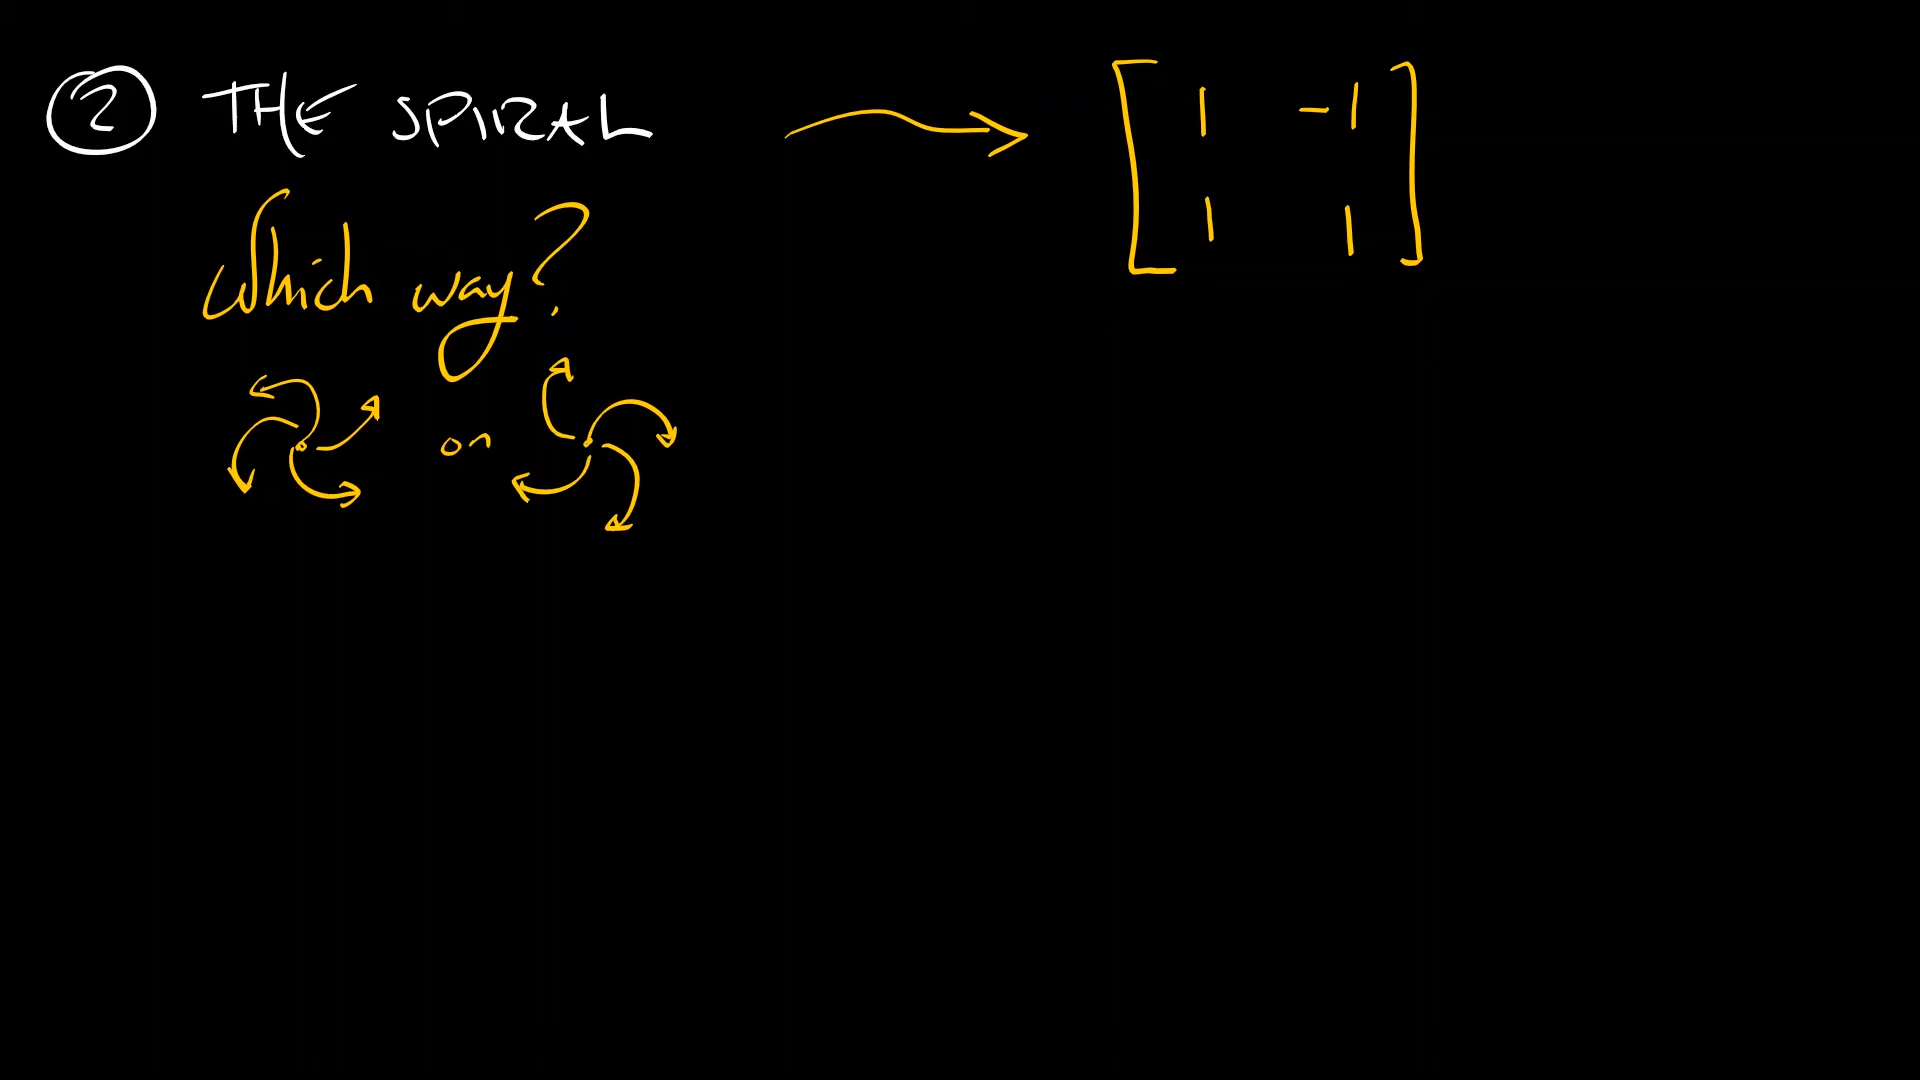 ② THE SPIRAL
[1 -1
1 1]
Which way?
or